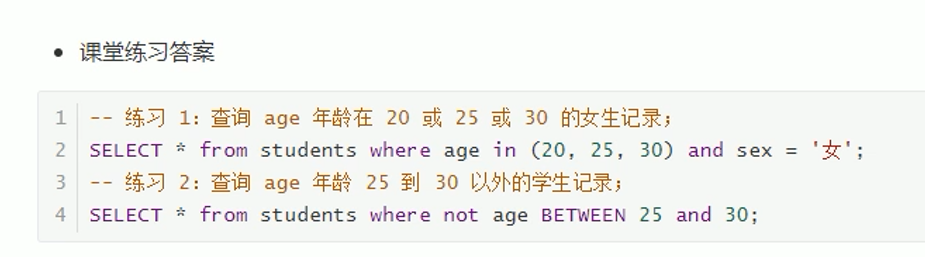 课堂练习答案
1 -- 练习 1：查询 age 年龄在 20 或 25 或 30 的女生记录；
2 SELECT * from students where age in (20, 25, 30) and sex = '女';
3 -- 练习 2：查询 age 年龄 25 到 30 以外的学生记录；
4 SELECT * from students where not age BETWEEN 25 and 30;